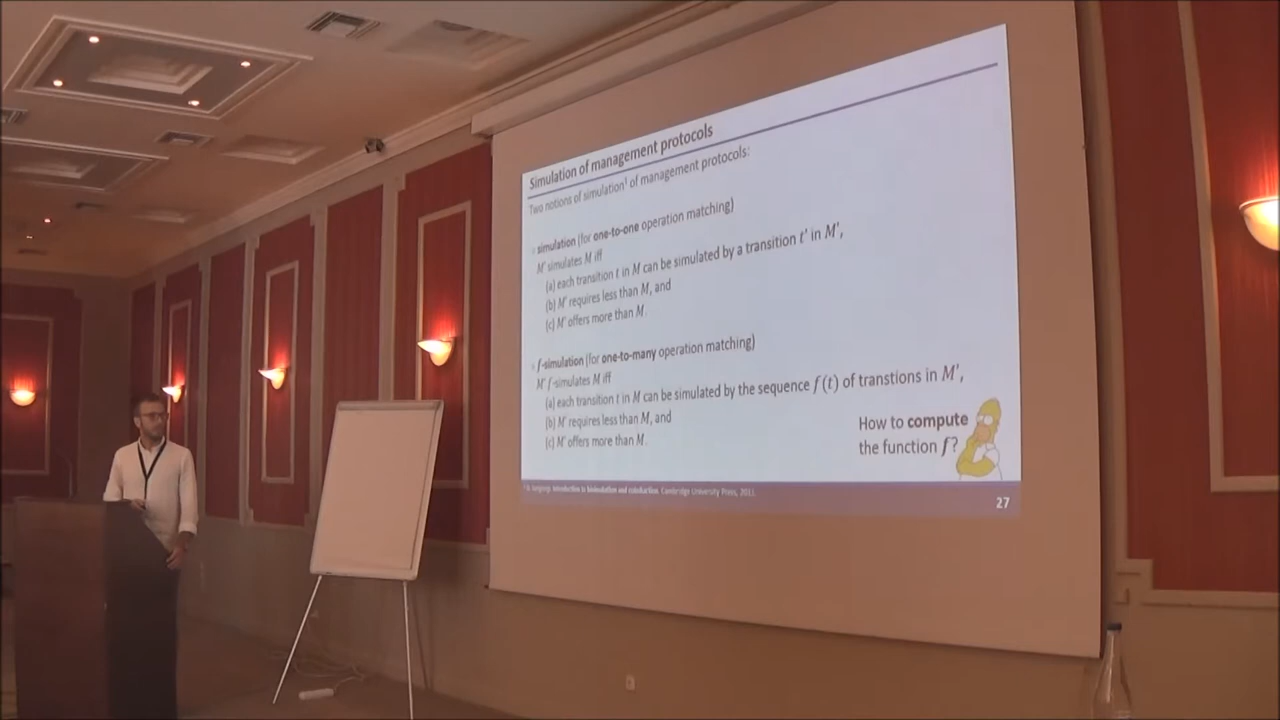 Simulation of management protocols
Two notions of simulation¹ of management protocols:
simulation (for one-to-one operation matching)
M' simulates M iff
(a) each transition t in M can be simulated by a transition t' in M',
(b) M' requires less than M, and
(c) M' offers more than M.
f-simulation (for one-to-many operation matching)
M' f-simulates M iff
(a) each transition t in M can be simulated by the sequence f(t) of transtions in M',
(b) M' requires less than M, and
(c) M' offers more than M.
How to compute
the function f?
Introduction to bisimulation and coinduction. Cambridge University Press, 2011.
27